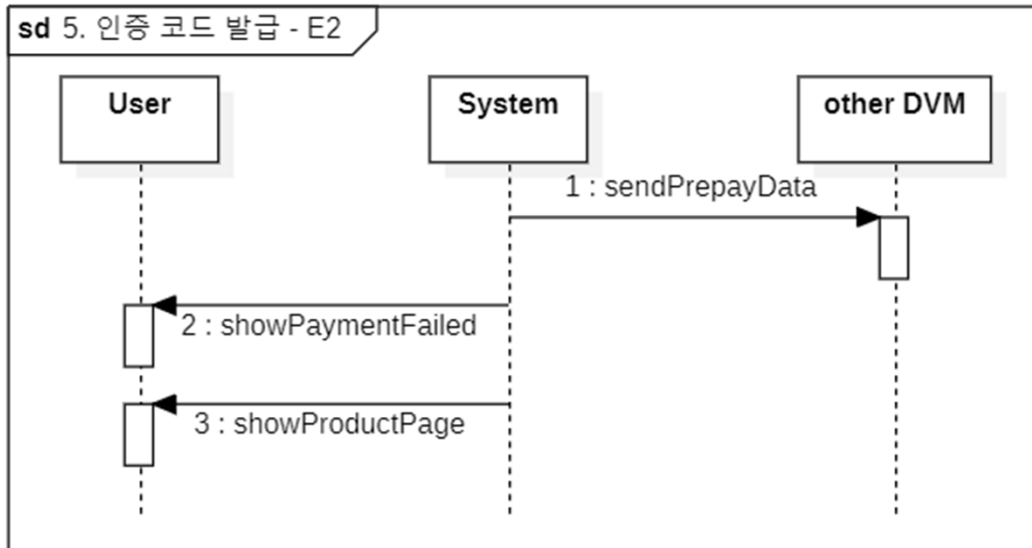 sd 5. 인증 코드 발급 - E2
User
System
other DVM
1 : sendPrepayData
2 : showPaymentFailed
3 : showProductPage